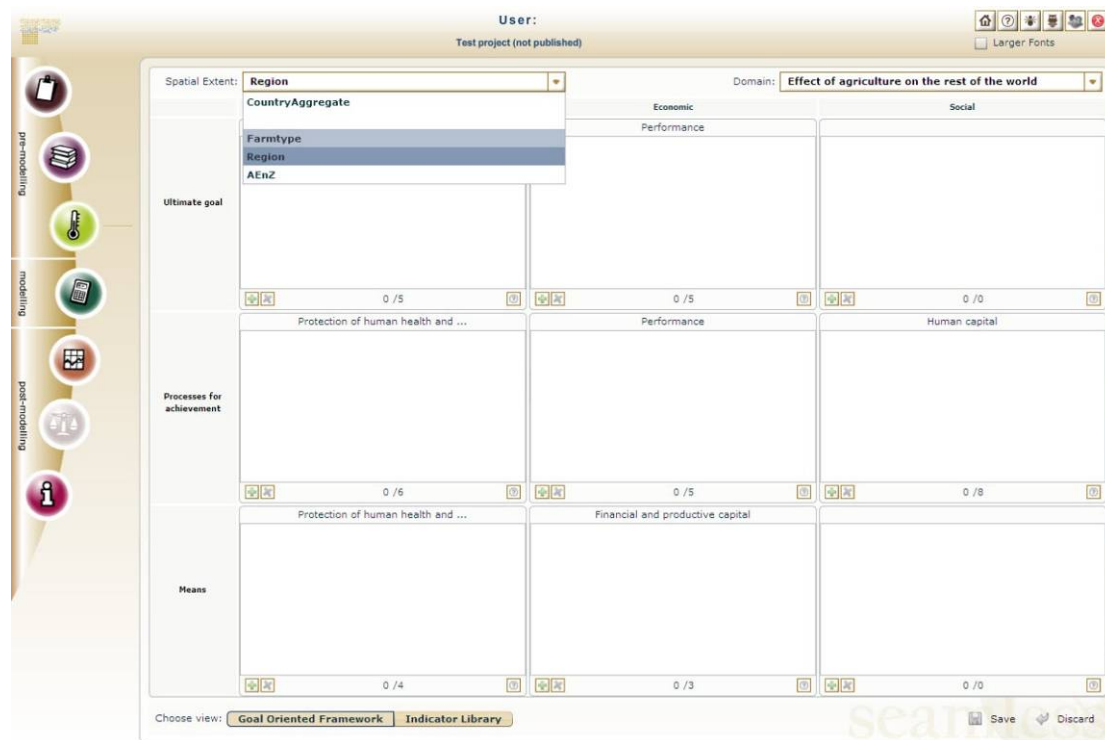 User:
Test project (not published)
Larger Fonts
Spatial Extent: Region
Domain: Effect of agriculture on the rest of the world
CountryAggregate
Farmtype
Region
AEnZ
Economic
Social
Performance
Ultimate goal
0 /5
0 /5
0 /0
Protection of human health and ...
Performance
Human capital
Processes for
achievement
0 /6
0 /5
0 /8
Protection of human health and ...
Financial and productive capital
Means
0 /4
0 /3
0 /0
pre-modelling
modelling
post-modelling
Choose view: Goal Oriented Framework Indicator Library
seamless
Save
Discard